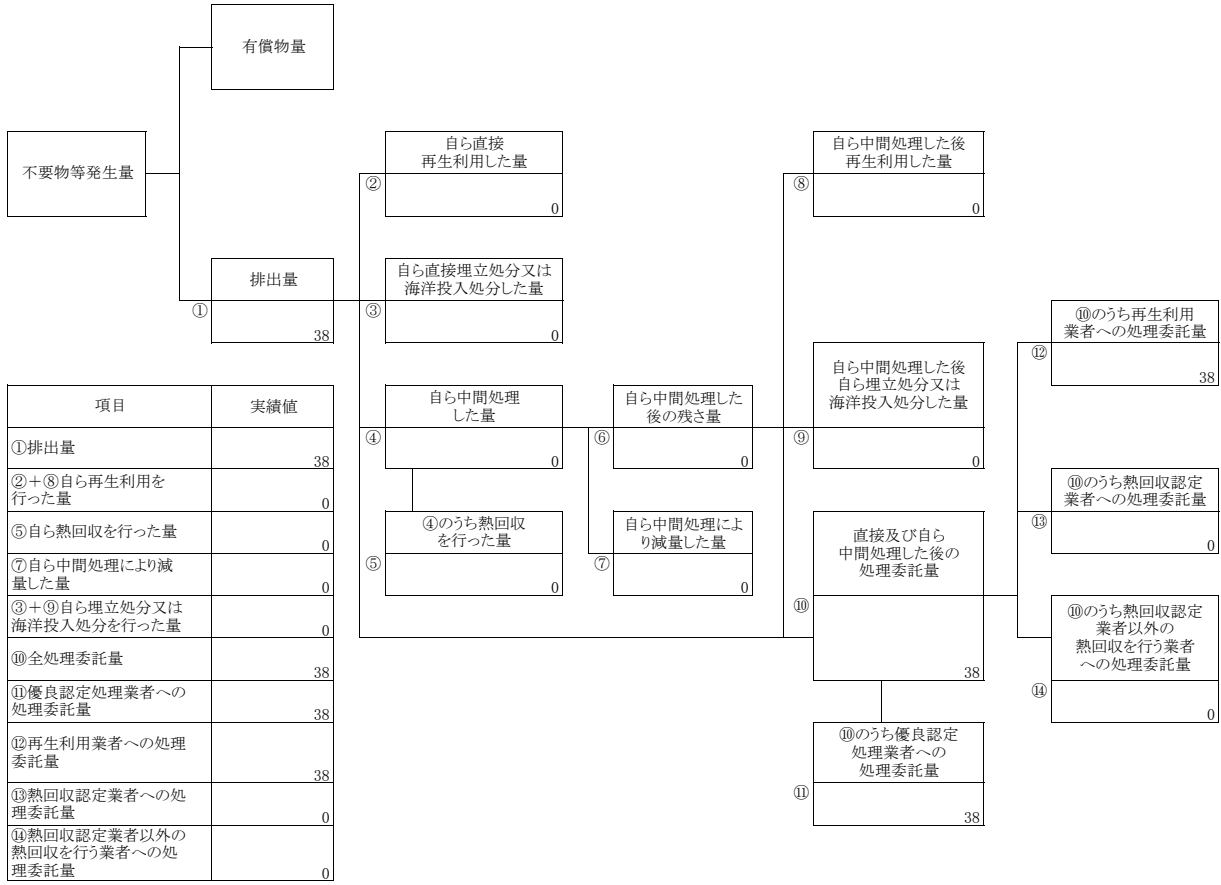 有償物量
不要物等発生量
自ら直接
再生利用した量
②
0
自ら中間処理した後
再生利用した量
⑧
0
排出量
①
38
自ら直接埋立処分又は
海洋投入処分した量
③
0
⑩のうち再生利用
業者への処理委託量
⑫
38
自ら中間処理
した量
④
0
自ら中間処理した
後の残さ量
⑥
0
自ら中間処理した後
自ら埋立処分又は
海洋投入処分した量
⑨
0
⑩のうち熱回収認定
業者への処理委託量
⑬
0
④のうち熱回収
を行った量
⑤
0
自ら中間処理によ
り減量した量
⑦
0
直接及び自ら
中間処理した後の
処理委託量
⑩
38
⑩のうち熱回収認定
業者以外の
熱回収を行う業者
への処理委託量
⑭
0
⑩のうち優良認定
処理業者への
処理委託量
⑪
38
項目 実績値
①排出量
38
②＋⑧自ら再生利用を
行った量
0
⑤自ら熱回収を行った量
0
⑦自ら中間処理により減
量した量
0
③＋⑨自ら埋立処分又は
海洋投入処分を行った量
0
⑩全処理委託量
38
⑪優良認定処理業者への
処理委託量
38
⑫再生利用業者への処理
委託量
38
⑬熱回収認定業者への処
理委託量
0
⑭熱回収認定業者以外の
熱回収を行う業者への処
理委託量
0